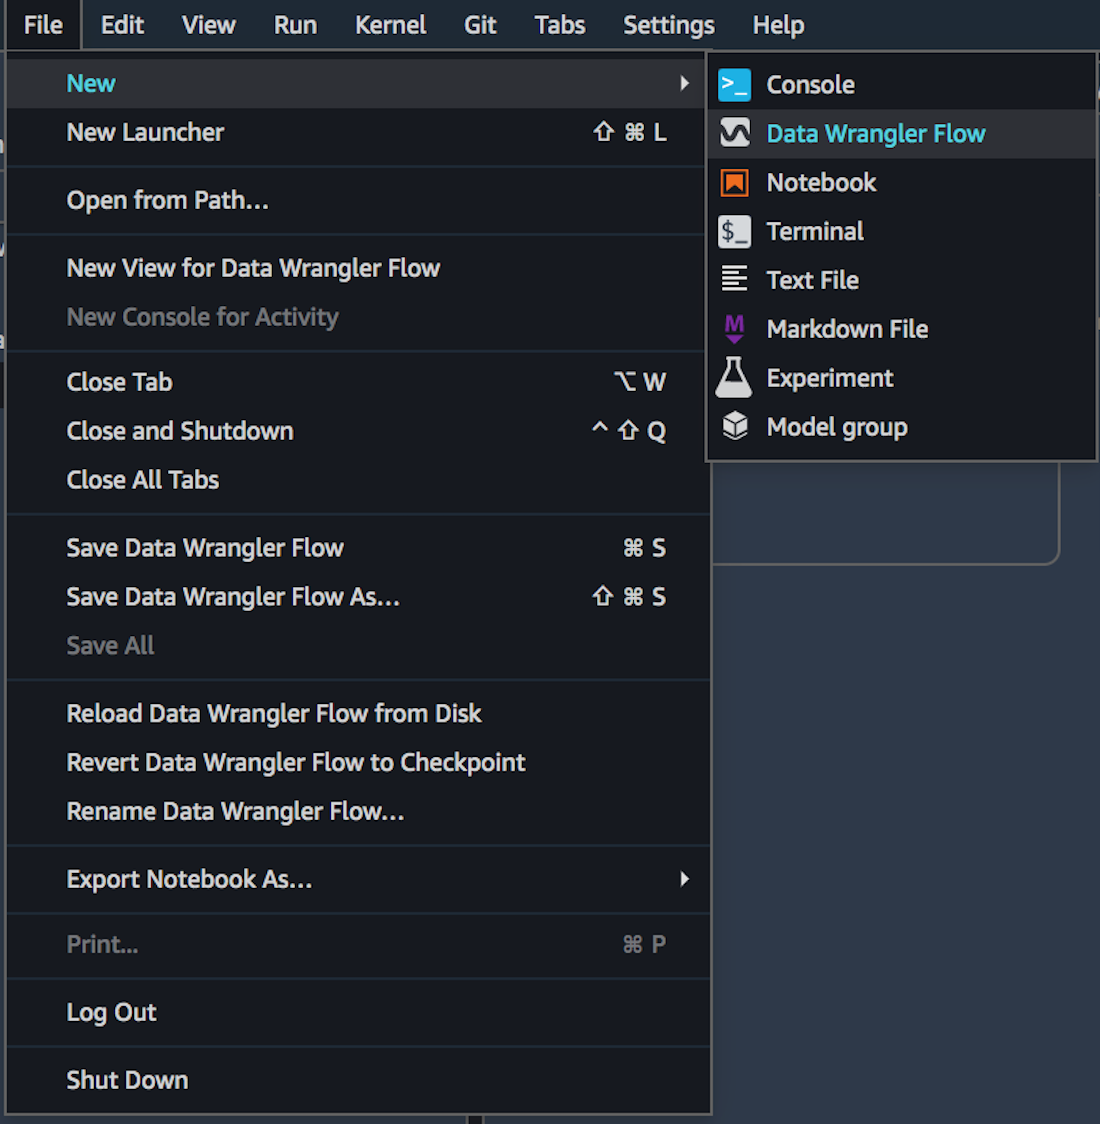 File Edit View Run Kernel Git Tabs Settings Help
New
New Launcher ⇧ ⌘ L
Open from Path...
New View for Data Wrangler Flow
New Console for Activity
Close Tab ⌥ W
Close and Shutdown ^ ⇧ Q
Close All Tabs
Save Data Wrangler Flow ⌘ S
Save Data Wrangler Flow As... ⇧ ⌘ S
Save All
Reload Data Wrangler Flow from Disk
Revert Data Wrangler Flow to Checkpoint
Rename Data Wrangler Flow...
Export Notebook As...
Print... ⌘ P
Log Out
Shut Down
>_ Console
Data Wrangler Flow
Notebook
$_ Terminal
Text File
M Markdown File
Experiment
Model group